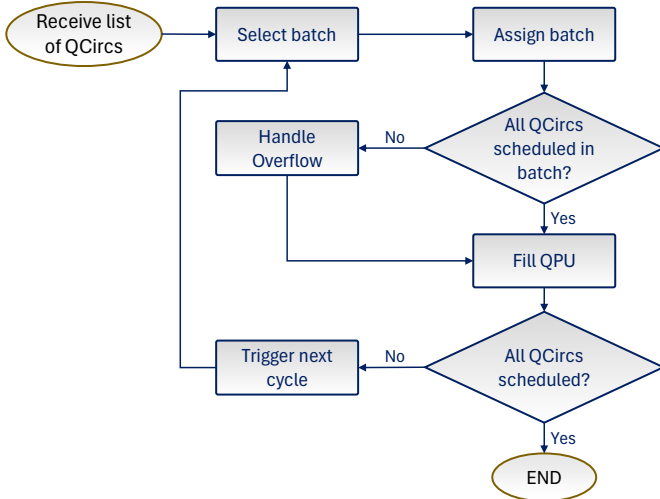 Receive list
of QCircs
Select batch
Assign batch
All QCircs
scheduled in
batch?
No
Handle
Overflow
Yes
Fill QPU
All QCircs
scheduled?
No
Trigger next
cycle
Yes
END